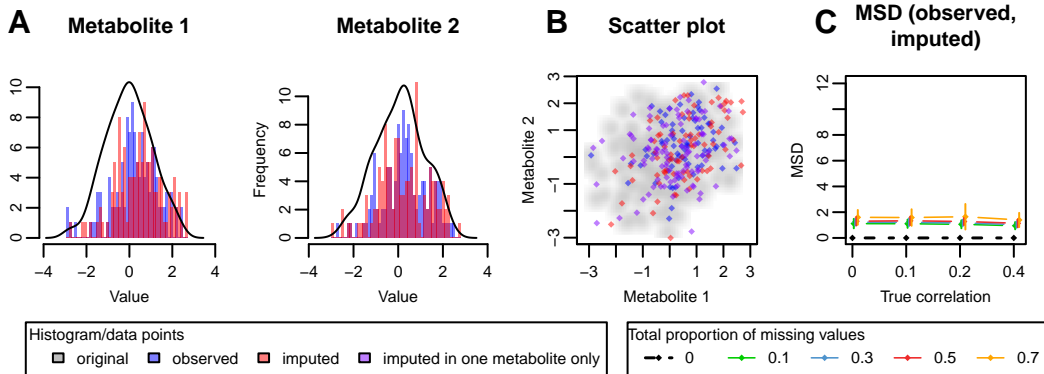 A
Metabolite 1
Metabolite 2
B
Scatter plot
C
MSD (observed,
imputed)
0 2 4 6 8 10
−4 −2 0 2 4
Value
Frequency
0 2 4 6 8 10
−4 −2 0 2 4
Value
Metabolite 2
−3 −1 1 3
−3 −1 0 1 2 3
Metabolite 1
MSD
0 2 4 6 8 12
0 0.1 0.2 0.4
True correlation
Histogram/data points
original observed imputed imputed in one metabolite only
Total proportion of missing values
0 0.1 0.3 0.5 0.7